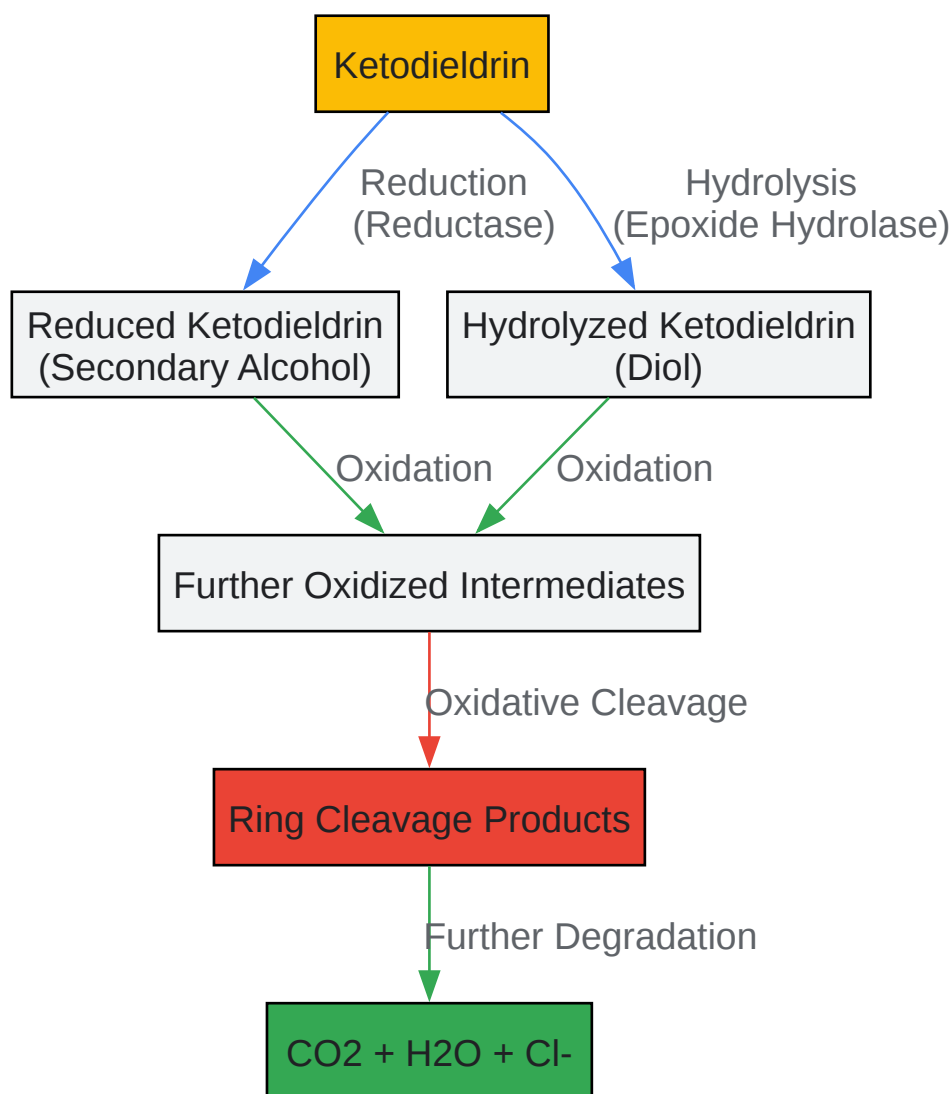 Ketodieldrin
Reduction
(Reductase)
Hydrolysis
(Epoxide Hydrolase)
Reduced Ketodieldrin
(Secondary Alcohol)
Hydrolyzed Ketodieldrin
(Diol)
Oxidation
Oxidation
Further Oxidized Intermediates
Oxidative Cleavage
Ring Cleavage Products
Further Degradation
CO2 + H2O + Cl-